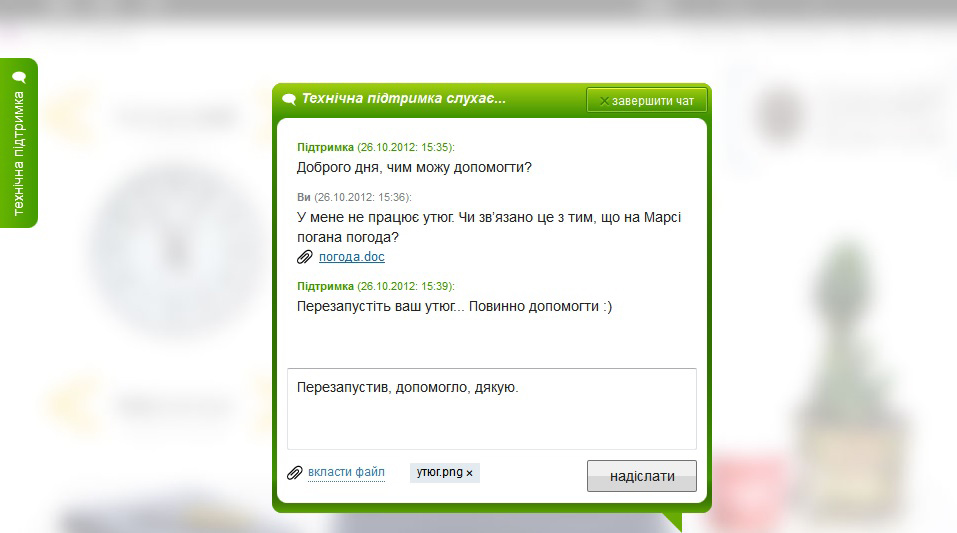 технічна підтримка
Технічна підтримка слухає...
× завершити чат
Підтримка (26.10.2012: 15:35):
Доброго дня, чим можу допомогти?
Ви (26.10.2012: 15:36):
У мене не працює утюг. Чи зв'язано це з тим, що на Марсі
погана погода?
погода.doc
Підтримка (26.10.2012: 15:39):
Перезапустіть ваш утюг... Повинно допомогти :)
Перезапустив, допомогло, дякую.
вкласти файл
утюг.png ×
надіслати